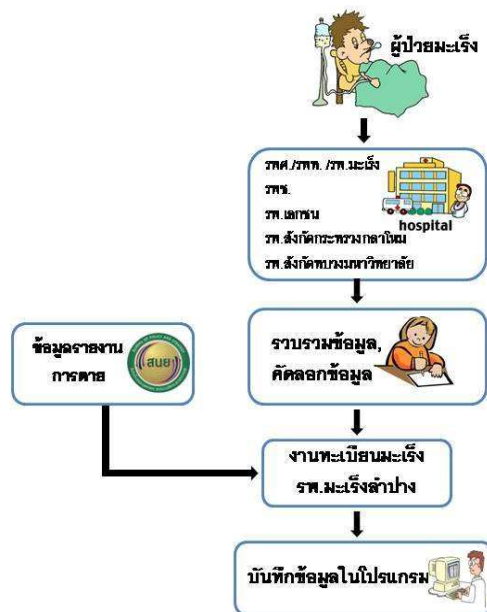 ผู้ป่วยมะเร็ง
รพศ./รพท. /รพ.มะเร็ง
รพช.
รพ.เอกชน
รพ.สังกัดกระทรวงกลาโหม
รพ.สังกัดทบวงมหาวิทยาลัย
hospital
รวบรวมข้อมูล,
คัดลอกข้อมูล
ข้อมูลรายงาน
การตาย
สนย
งานทะเบียนมะเร็ง
รพ.มะเร็งลำปาง
บันทึกข้อมูลในโปรแกรม